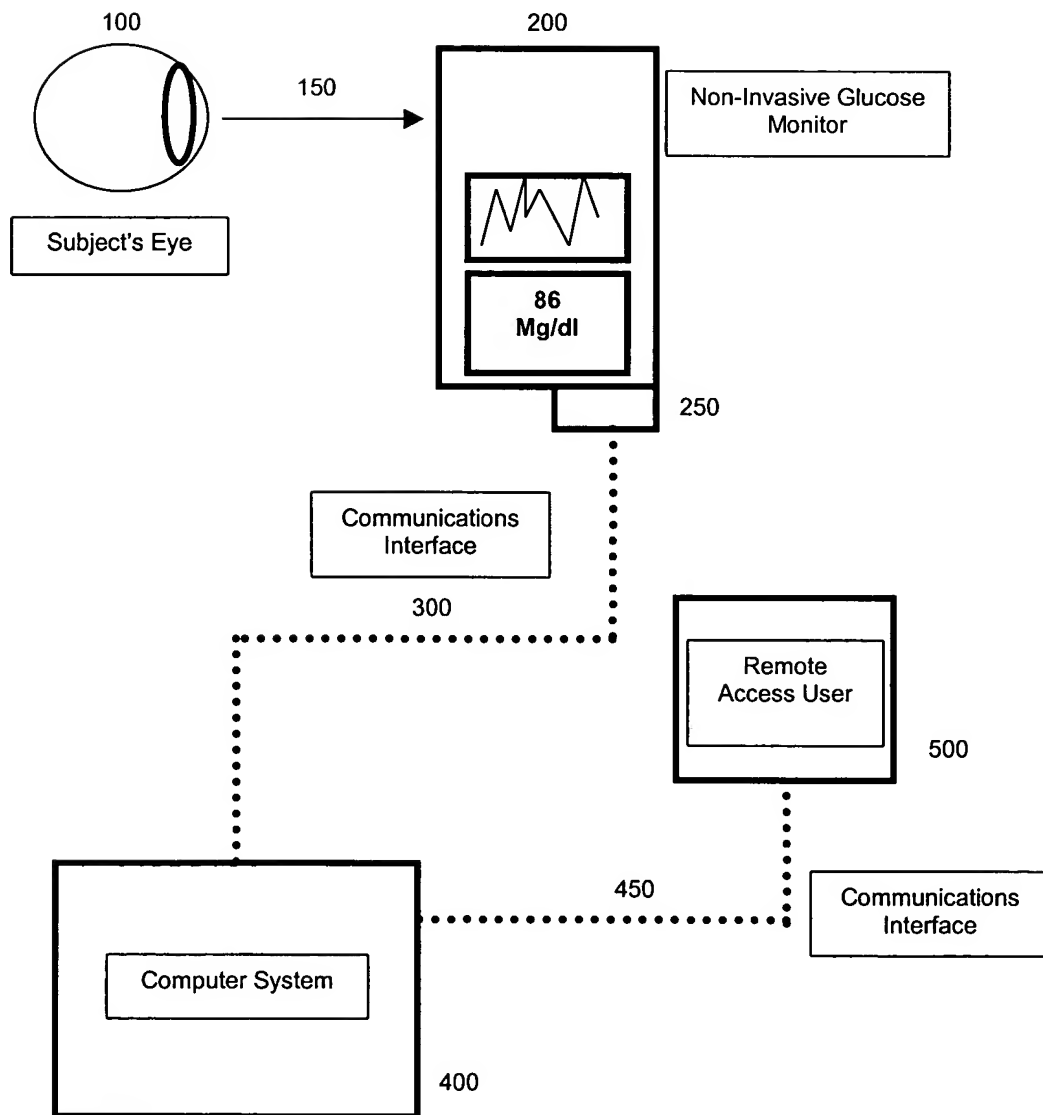 100
200
150
Non-Invasive Glucose
Monitor
Subject's Eye
86
Mg/dl
250
Communications
Interface
300
Remote
Access User
500
450
Communications
Interface
Computer System
400